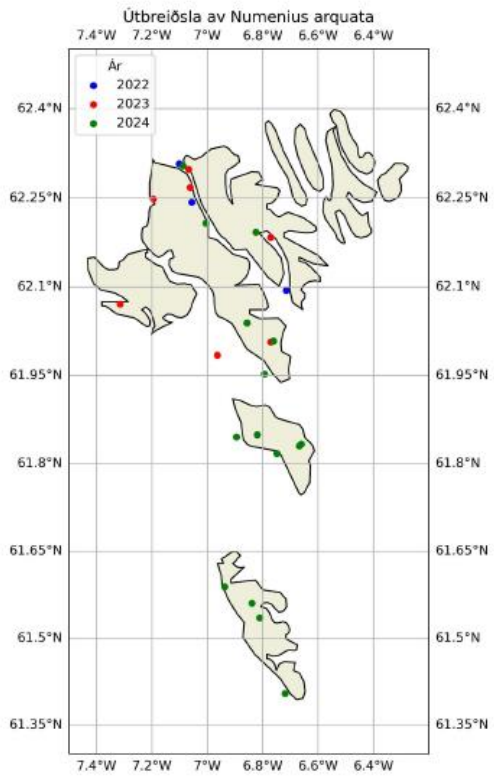 Útbreiðsla av Numenius arquata
7.4°W 7.2°W 7°W 6.8°W 6.6°W 6.4°W
Ár
2022
2023
2024
62.4°N 62.4°N
62.25°N 62.25°N
62.1°N 62.1°N
61.95°N 61.95°N
61.8°N 61.8°N
61.65°N 61.65°N
61.5°N 61.5°N
61.35°N 61.35°N
7.4°W 7.2°W 7°W 6.8°W 6.6°W 6.4°W